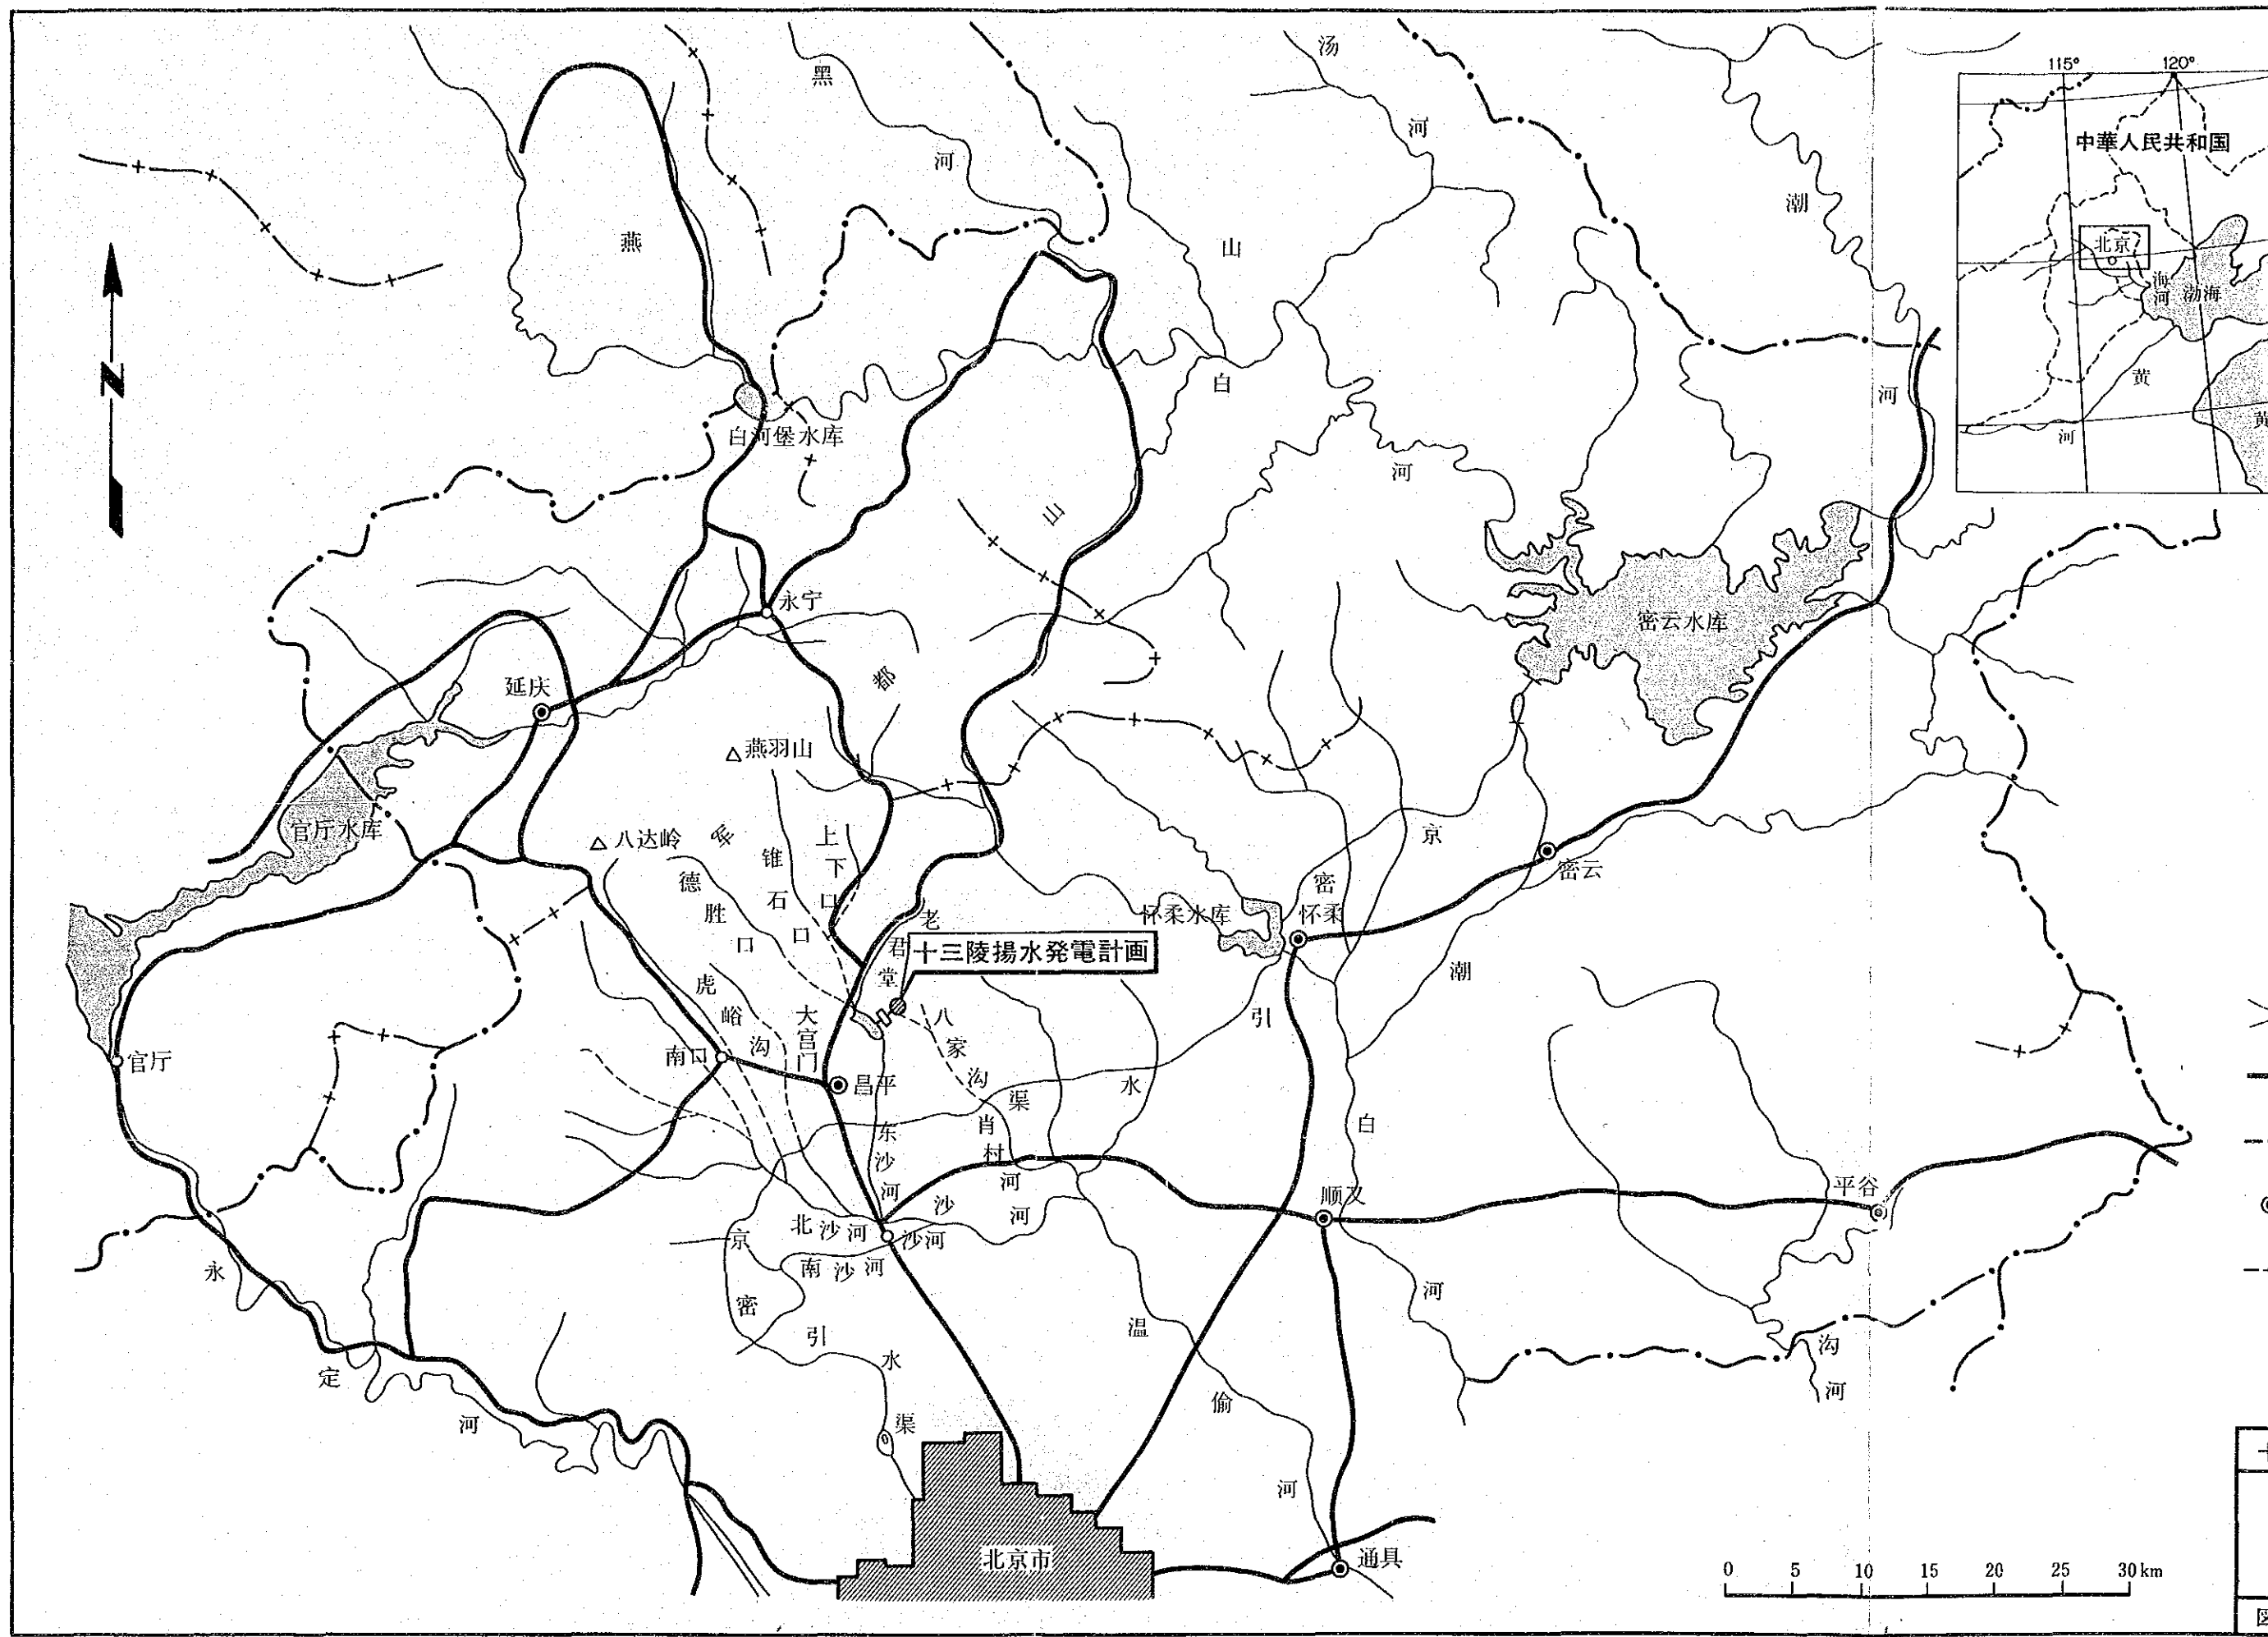 115°
120°
中華人民共和国
北京
海河
渤海
黄
河
黄
汤
河
黑
河
潮
河
燕
山
白
河
白河堡水库
山
N
永宁
都
密云水库
延庆
△燕羽山
官厅水库
△八达岭
上下口
锥石口
德胜口
老君堂
京
密
引
水
渠
密云
怀柔水库
怀柔
十三陵揚水発電計画
潮
白
河
虎峪沟
大宫门
八家沟
官厅
南口
昌平
东沙河
肖村河
平谷
顺义
沙
河
北沙河
沙河
南沙河
京
密
引
水
渠
永
定
河
温
偷
河
沟
河
北京市
通具
0 5 10 15 20 25 30 km